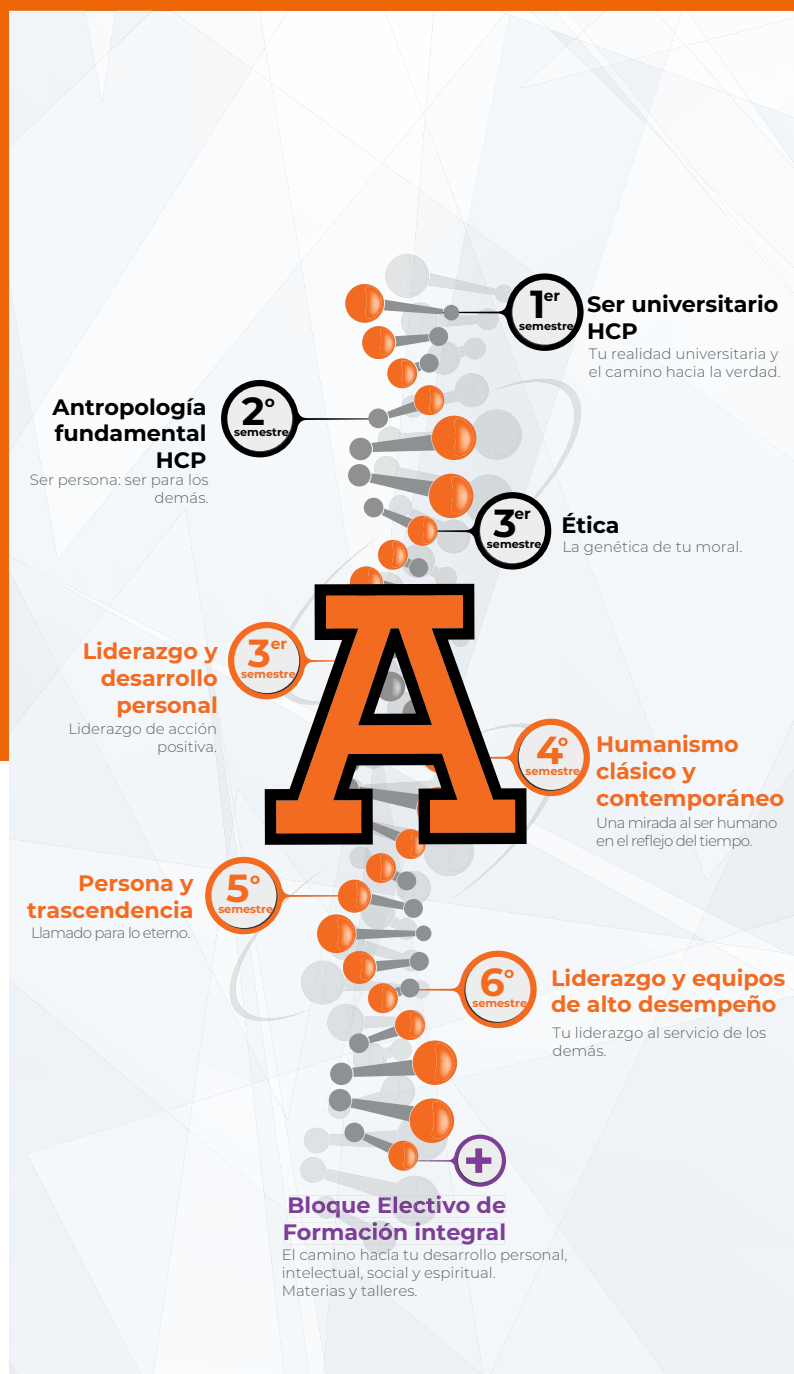 1er
semestre
Ser universitario
HCP
Tu realidad universitaria y
el camino hacia la verdad.
2º
semestre
Antropología
fundamental
HCP
Ser persona: ser para los
demás.
3er
semestre
Ética
La genética de tu moral.
A
3er
semestre
Liderazgo y
desarrollo
personal
Liderazgo de acción
positiva.
4º
semestre
Humanismo
clásico y
contemporáneo
Una mirada al ser humano
en el reflejo del tiempo.
5º
semestre
Persona y
trascendencia
Llamado para lo eterno.
6º
semestre
Liderazgo y equipos
de alto desempeño
Tu liderazgo al servicio de los
demás.
+
Bloque Electivo de
Formación integral
El camino hacia tu desarrollo personal,
intelectual, social y espiritual.
Materias y talleres.